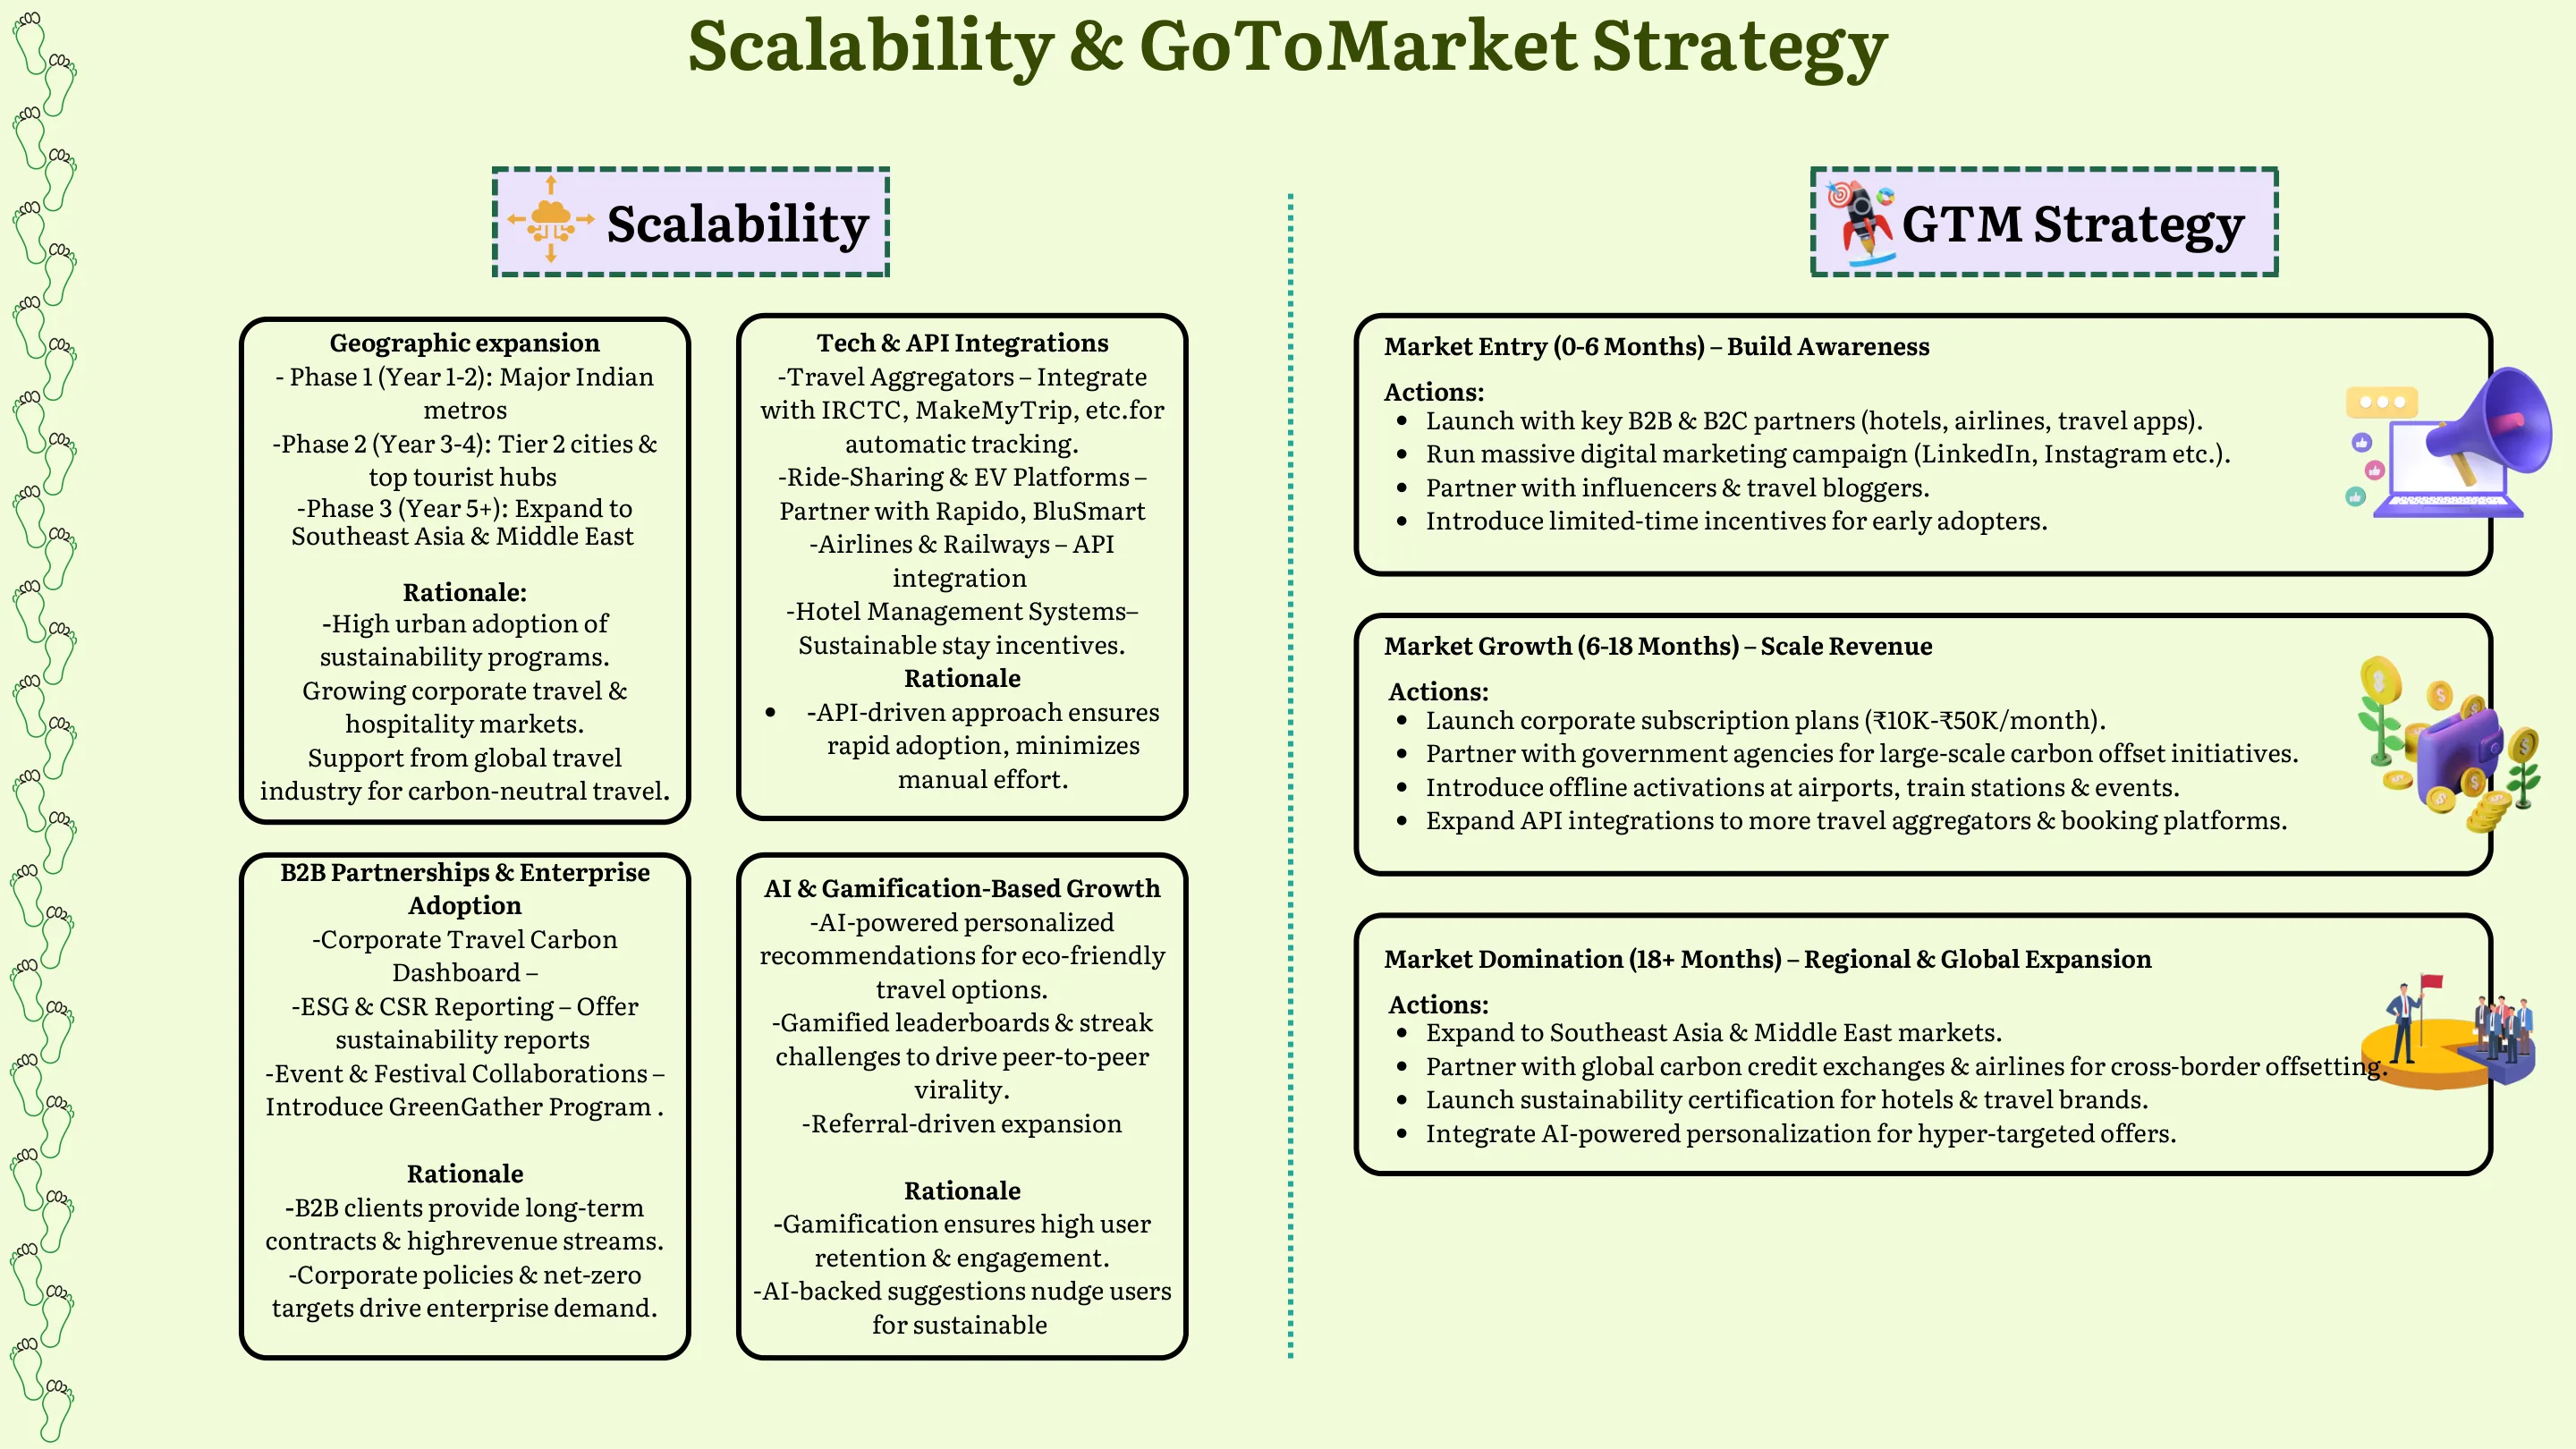 Scalability & GoToMarket Strategy
Scalability
Geographic expansion
- Phase 1 (Year 1-2): Major Indian
metros
-Phase 2 (Year 3-4): Tier 2 cities &
top tourist hubs
-Phase 3 (Year 5+): Expand to
Southeast Asia & Middle East
Rationale:
-High urban adoption of
sustainability programs.
Growing corporate travel &
hospitality markets.
Support from global travel
industry for carbon-neutral travel.
Tech & API Integrations
-Travel Aggregators – Integrate
with IRCTC, MakeMyTrip, etc.for
automatic tracking.
-Ride-Sharing & EV Platforms –
Partner with Rapido, BluSmart
-Airlines & Railways – API
integration
-Hotel Management Systems–
Sustainable stay incentives.
Rationale
• -API-driven approach ensures
rapid adoption, minimizes
manual effort.
B2B Partnerships & Enterprise
Adoption
-Corporate Travel Carbon
Dashboard –
-ESG & CSR Reporting – Offer
sustainability reports
-Event & Festival Collaborations –
Introduce GreenGather Program .
Rationale
-B2B clients provide long-term
contracts & highrevenue streams.
-Corporate policies & net-zero
targets drive enterprise demand.
AI & Gamification-Based Growth
-AI-powered personalized
recommendations for eco-friendly
travel options.
-Gamified leaderboards & streak
challenges to drive peer-to-peer
virality.
-Referral-driven expansion
Rationale
-Gamification ensures high user
retention & engagement.
-AI-backed suggestions nudge users
for sustainable
GTM Strategy
Market Entry (0-6 Months) – Build Awareness
Actions:
• Launch with key B2B & B2C partners (hotels, airlines, travel apps).
• Run massive digital marketing campaign (LinkedIn, Instagram etc.).
• Partner with influencers & travel bloggers.
• Introduce limited-time incentives for early adopters.
Market Growth (6-18 Months) – Scale Revenue
Actions:
• Launch corporate subscription plans (₹10K-₹50K/month).
• Partner with government agencies for large-scale carbon offset initiatives.
• Introduce offline activations at airports, train stations & events.
• Expand API integrations to more travel aggregators & booking platforms.
Market Domination (18+ Months) – Regional & Global Expansion
Actions:
• Expand to Southeast Asia & Middle East markets.
• Partner with global carbon credit exchanges & airlines for cross-border offsetting.
• Launch sustainability certification for hotels & travel brands.
• Integrate AI-powered personalization for hyper-targeted offers.